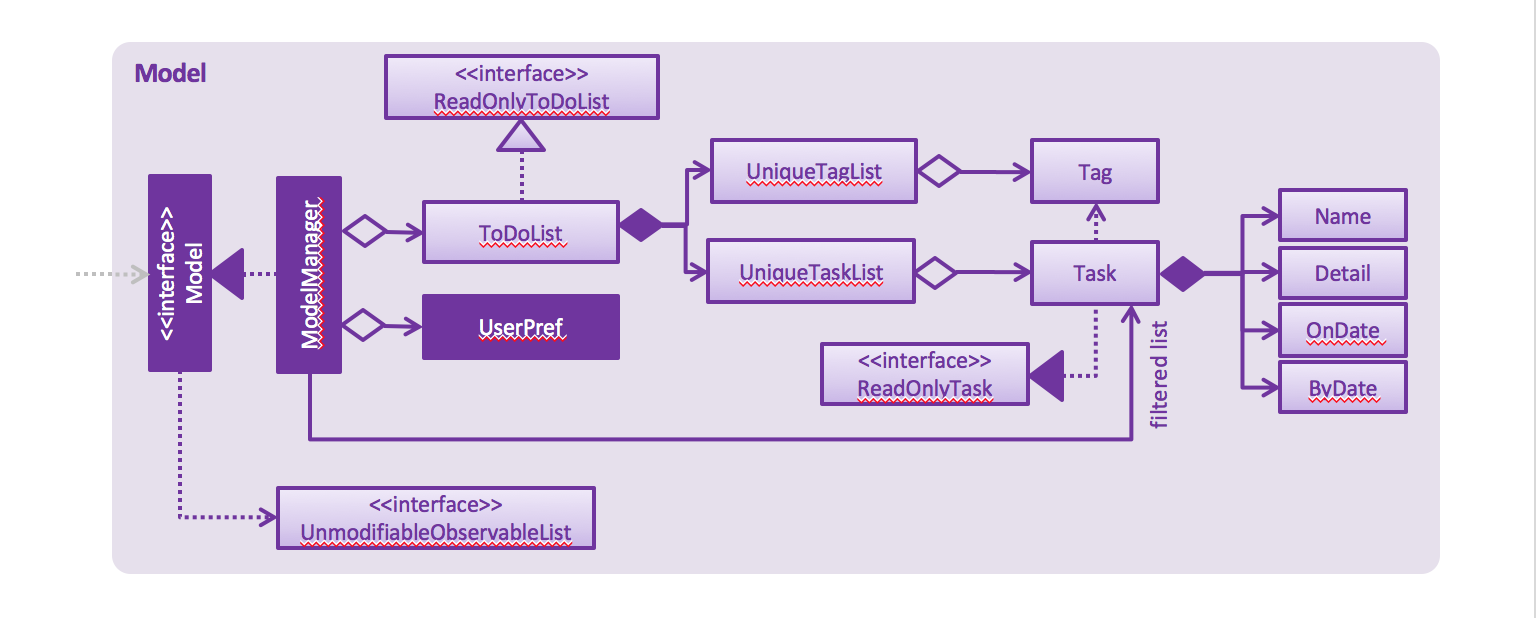 Model
<<interface>>
ReadOnlyToDoList
<<interface>>
Model
ModelManager
ToDoList
UserPref
UniqueTagList
UniqueTaskList
Tag
Task
<<interface>>
ReadOnlyTask
filtered list
Name
Detail
OnDate
ByDate
<<interface>>
UnmodifiableObservableList